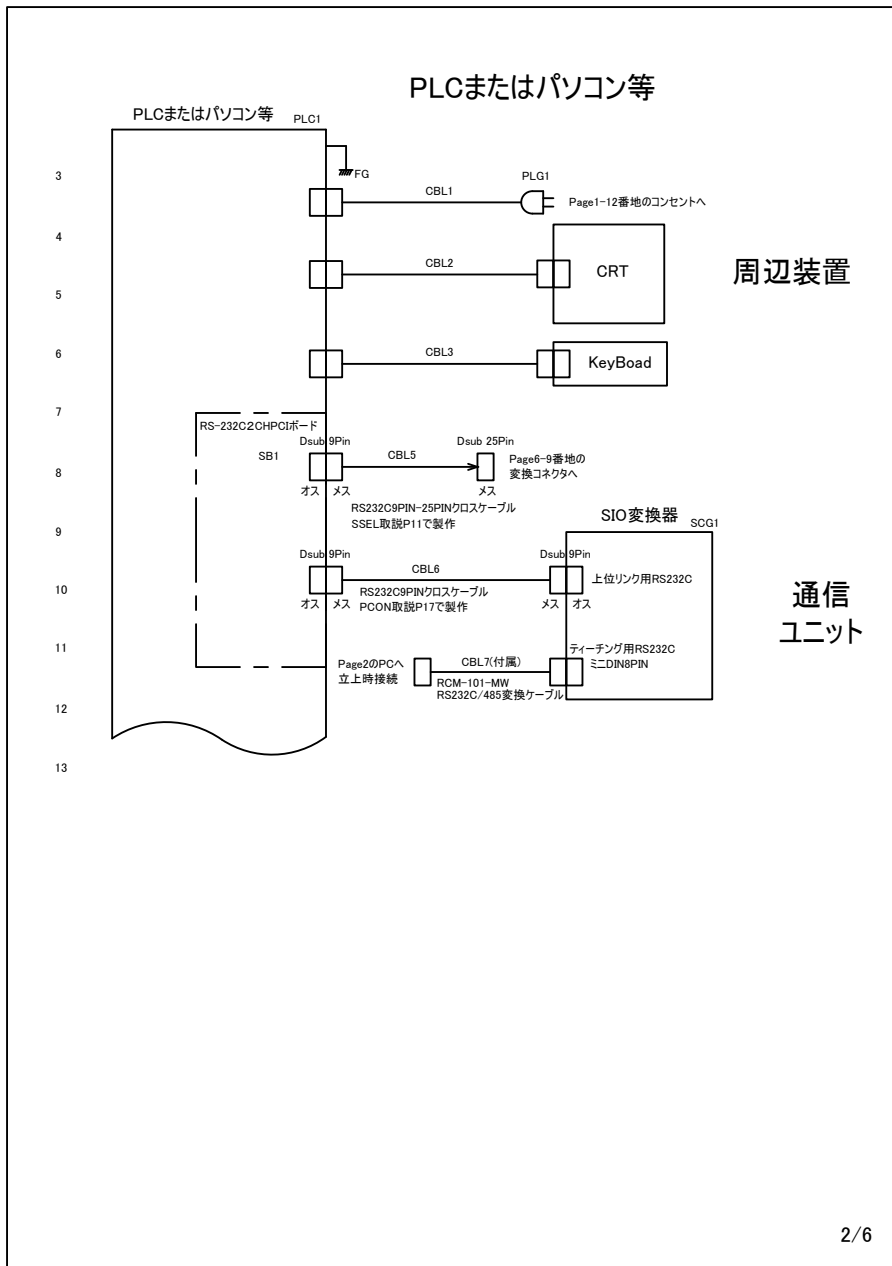 PLCまたはパソコン等
PLCまたはパソコン等
PLC1
3
FG
CBL1
PLG1
Page1-12番地のコンセントへ
4
CBL2
CRT
周辺装置
5
6
CBL3
KeyBoad
7
RS-232C2CHPCIボード
Dsub 9Pin
Dsub 25Pin
SB1
CBL5
Page6-9番地の
変換コネクタへ
8
オス メス
メス
RS232C9PIN-25PINクロスケーブル
SSEL取説P11で製作
SIO変換器
SCG1
9
Dsub 9Pin
Dsub 9Pin
CBL6
上位リンク用RS232C
10
RS232C9PINクロスケーブル
PCON取説P17で製作
オス メス
メス オス
通信
ユニット
11
ティーチング用RS232C
ミニDIN8PIN
Page2のPCへ
立上時接続
CBL7(付属)
RCM-101-MW
RS232C/485変換ケーブル
12
13
2/6